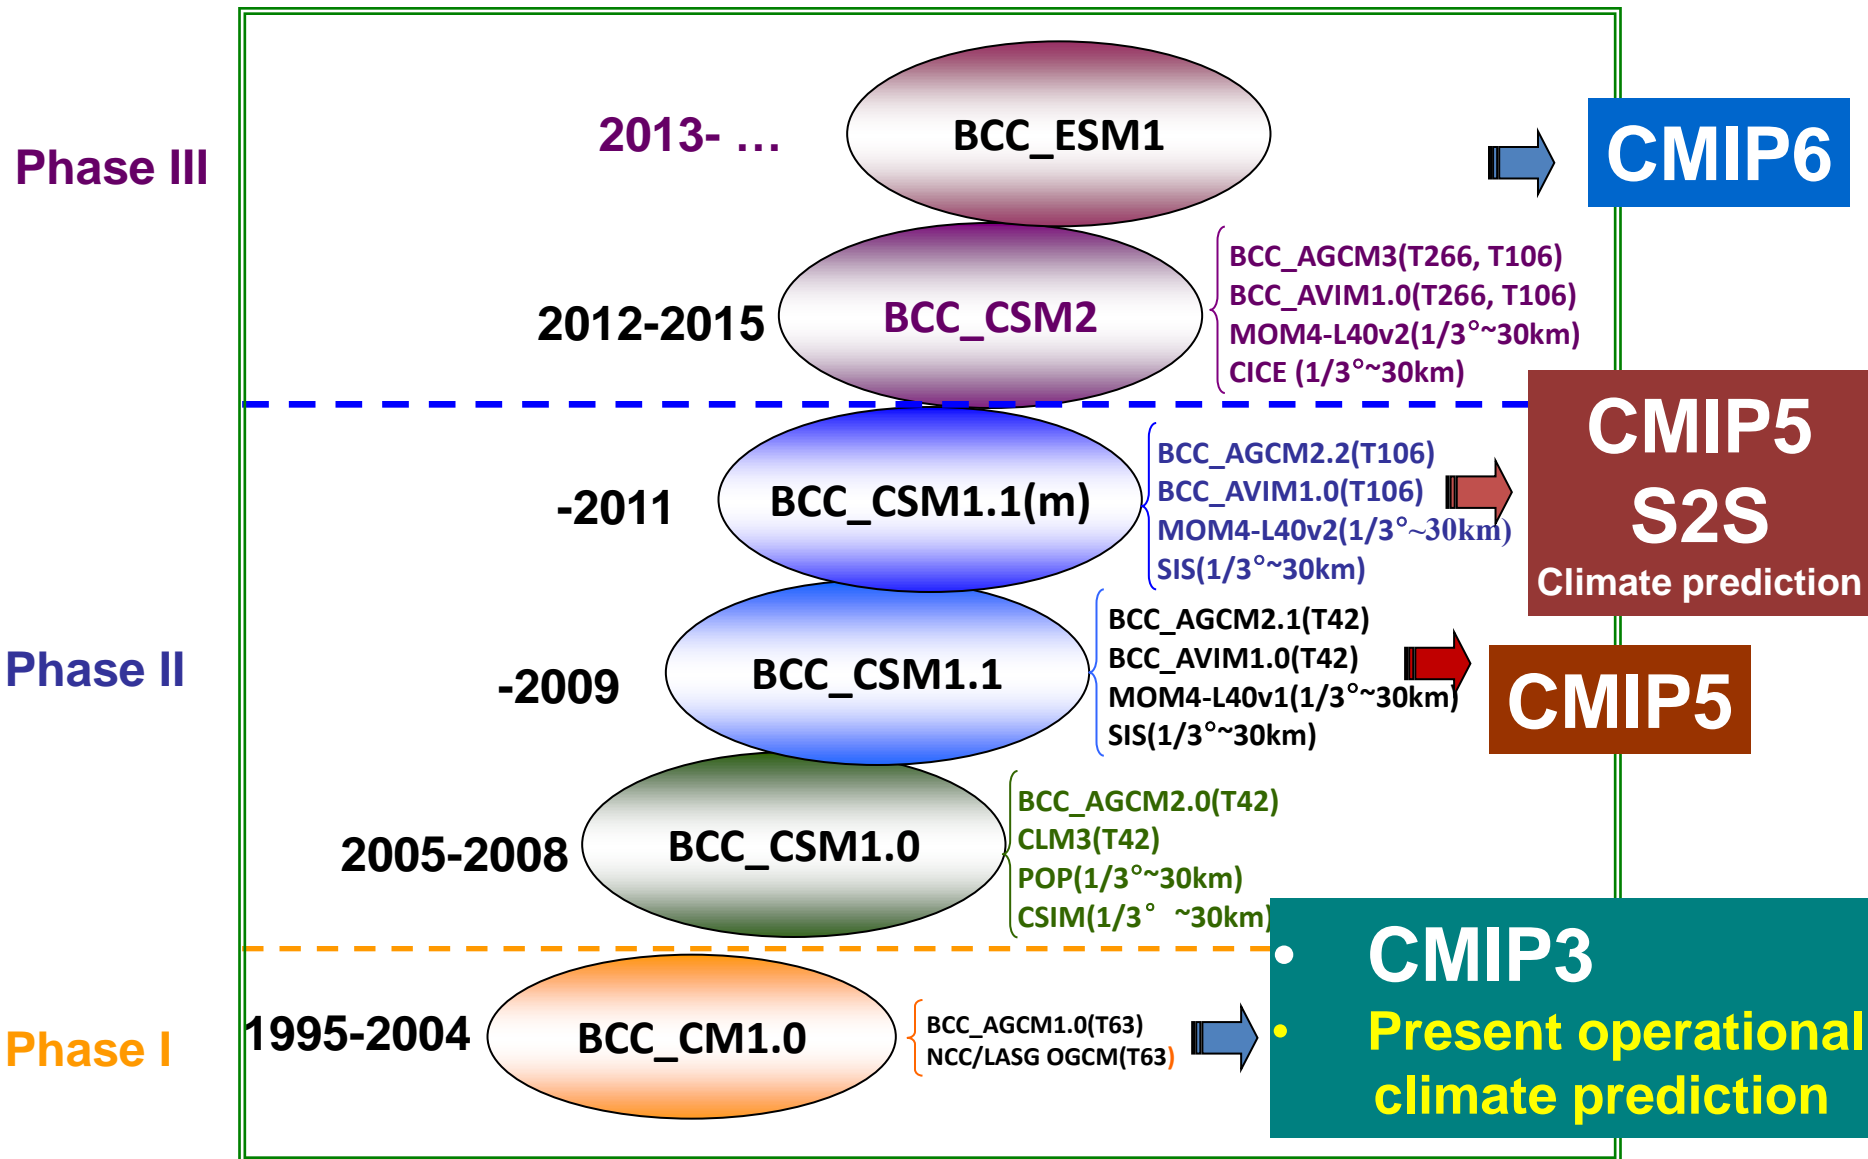 Phase III
2013- …
BCC_ESM1
CMIP6
2012-2015
BCC_CSM2
BCC_AGCM3(T266, T106)
BCC_AVIM1.0(T266, T106)
MOM4-L40v2(1/3°~30km)
CICE (1/3°~30km)
Phase II
-2011
BCC_CSM1.1(m)
BCC_AGCM2.2(T106)
BCC_AVIM1.0(T106)
MOM4-L40v2(1/3°~30km)
SIS(1/3°~30km)
CMIP5
S2S
Climate prediction
-2009
BCC_CSM1.1
BCC_AGCM2.1(T42)
BCC_AVIM1.0(T42)
MOM4-L40v1(1/3°~30km)
SIS(1/3°~30km)
CMIP5
2005-2008
BCC_CSM1.0
BCC_AGCM2.0(T42)
CLM3(T42)
POP(1/3°~30km)
CSIM(1/3° ~30km)
Phase I
1995-2004
BCC_CM1.0
BCC_AGCM1.0(T63)
NCC/LASG OGCM(T63)
• CMIP3
• Present operational
climate prediction